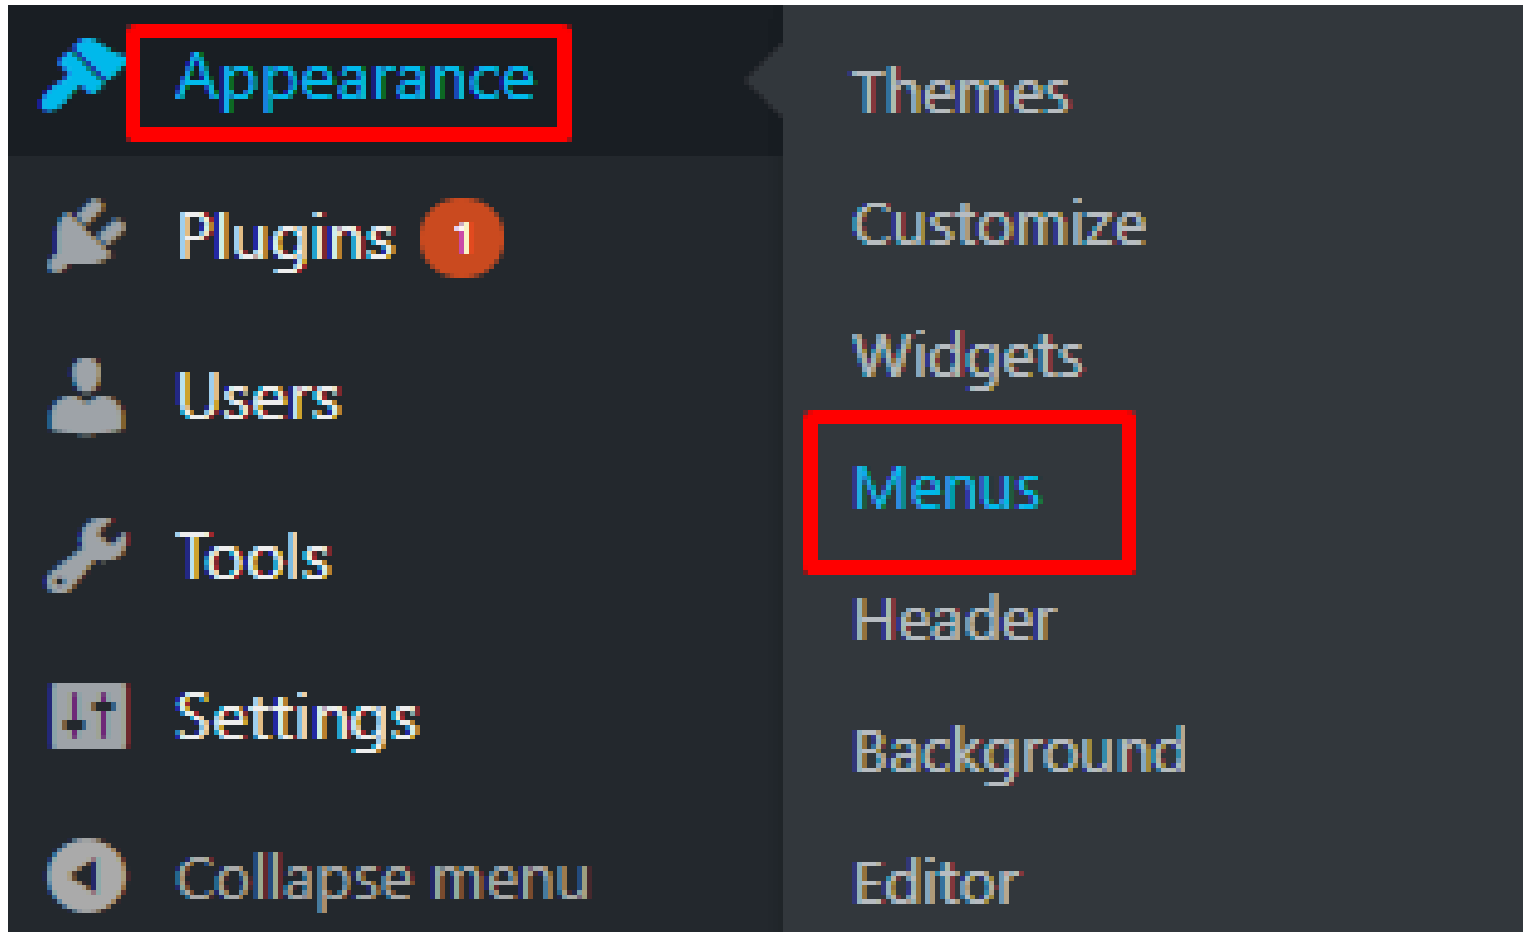 Appearance
Plugins 1
Users
Tools
Settings
Collapse menu
Themes
Customize
Widgets
Menus
Header
Background
Editor